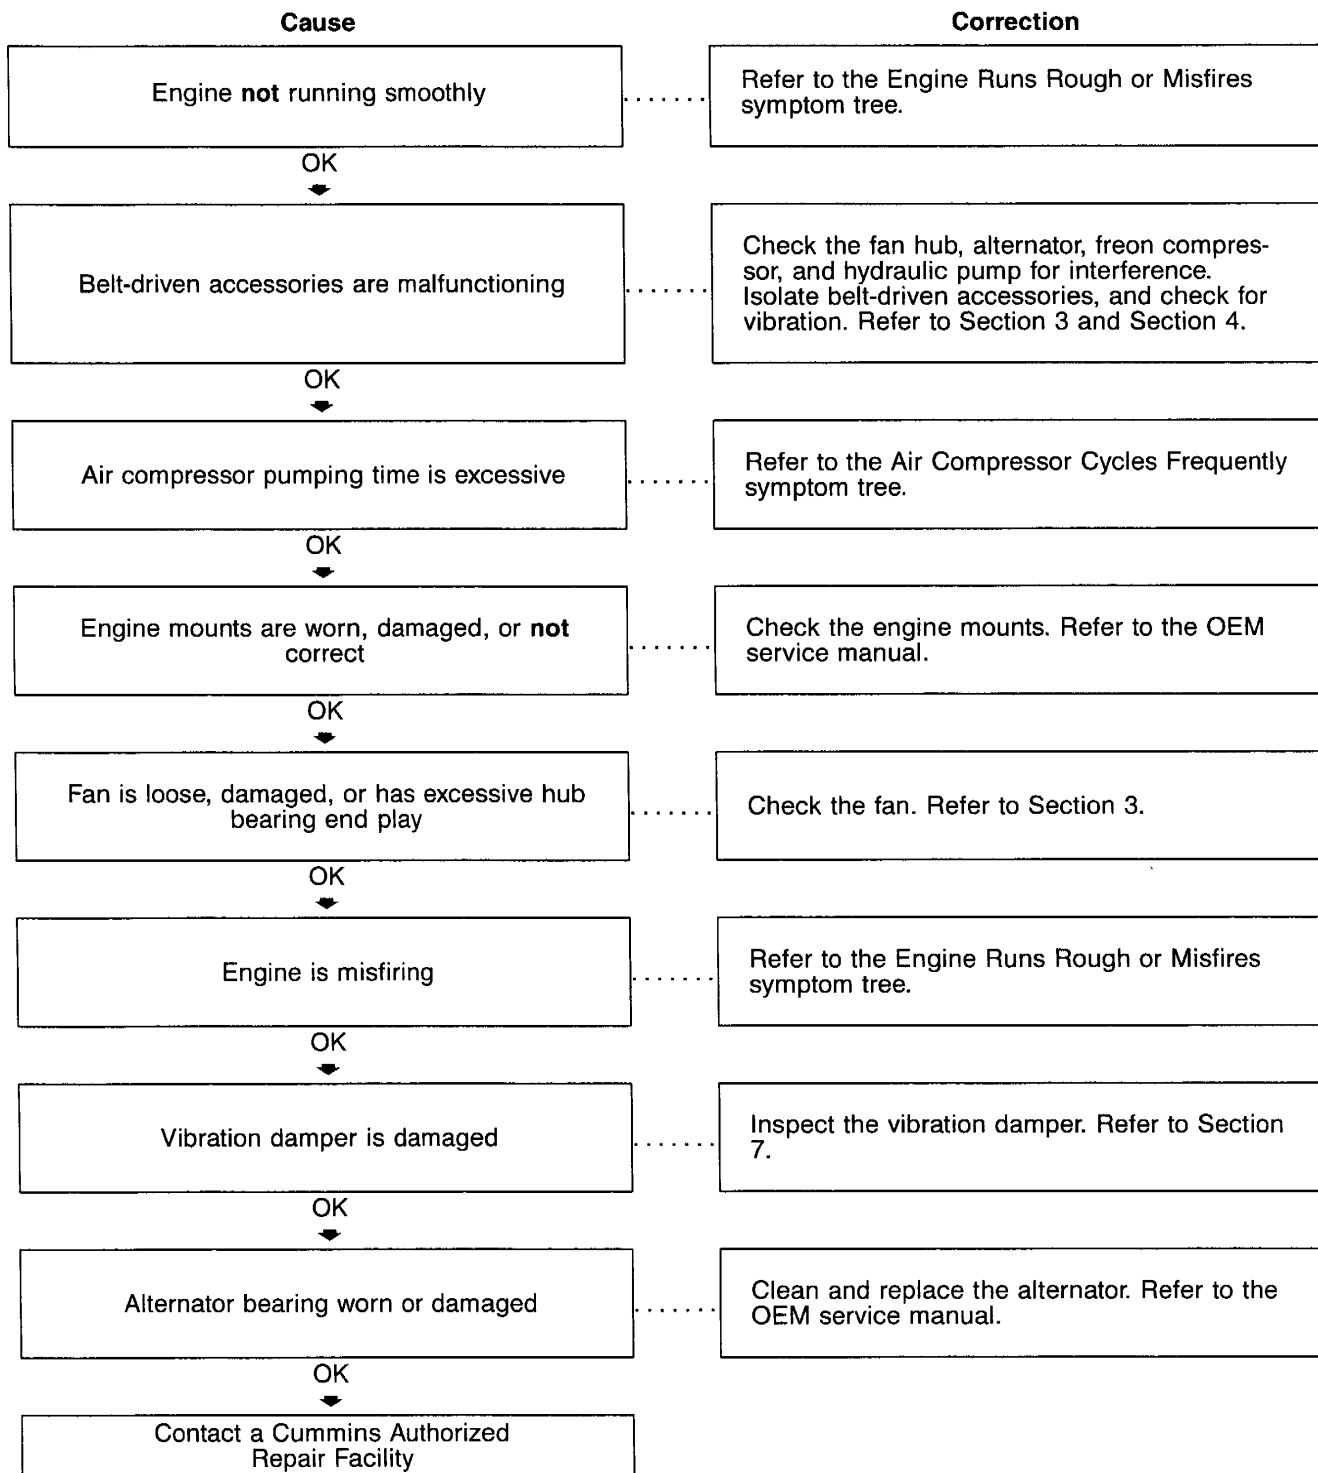 Cause
Correction
Engine not running smoothly
Refer to the Engine Runs Rough or Misfires
symptom tree.
OK
Belt-driven accessories are malfunctioning
Check the fan hub, alternator, freon compres-
sor, and hydraulic pump for interference.
Isolate belt-driven accessories, and check for
vibration. Refer to Section 3 and Section 4.
OK
Air compressor pumping time is excessive
Refer to the Air Compressor Cycles Frequently
symptom tree.
OK
Engine mounts are worn, damaged, or not
correct
Check the engine mounts. Refer to the OEM
service manual.
OK
Fan is loose, damaged, or has excessive hub
bearing end play
Check the fan. Refer to Section 3.
OK
Engine is misfiring
Refer to the Engine Runs Rough or Misfires
symptom tree.
OK
Vibration damper is damaged
Inspect the vibration damper. Refer to Section
7.
OK
Alternator bearing worn or damaged
Clean and replace the alternator. Refer to the
OEM service manual.
OK
Contact a Cummins Authorized
Repair Facility